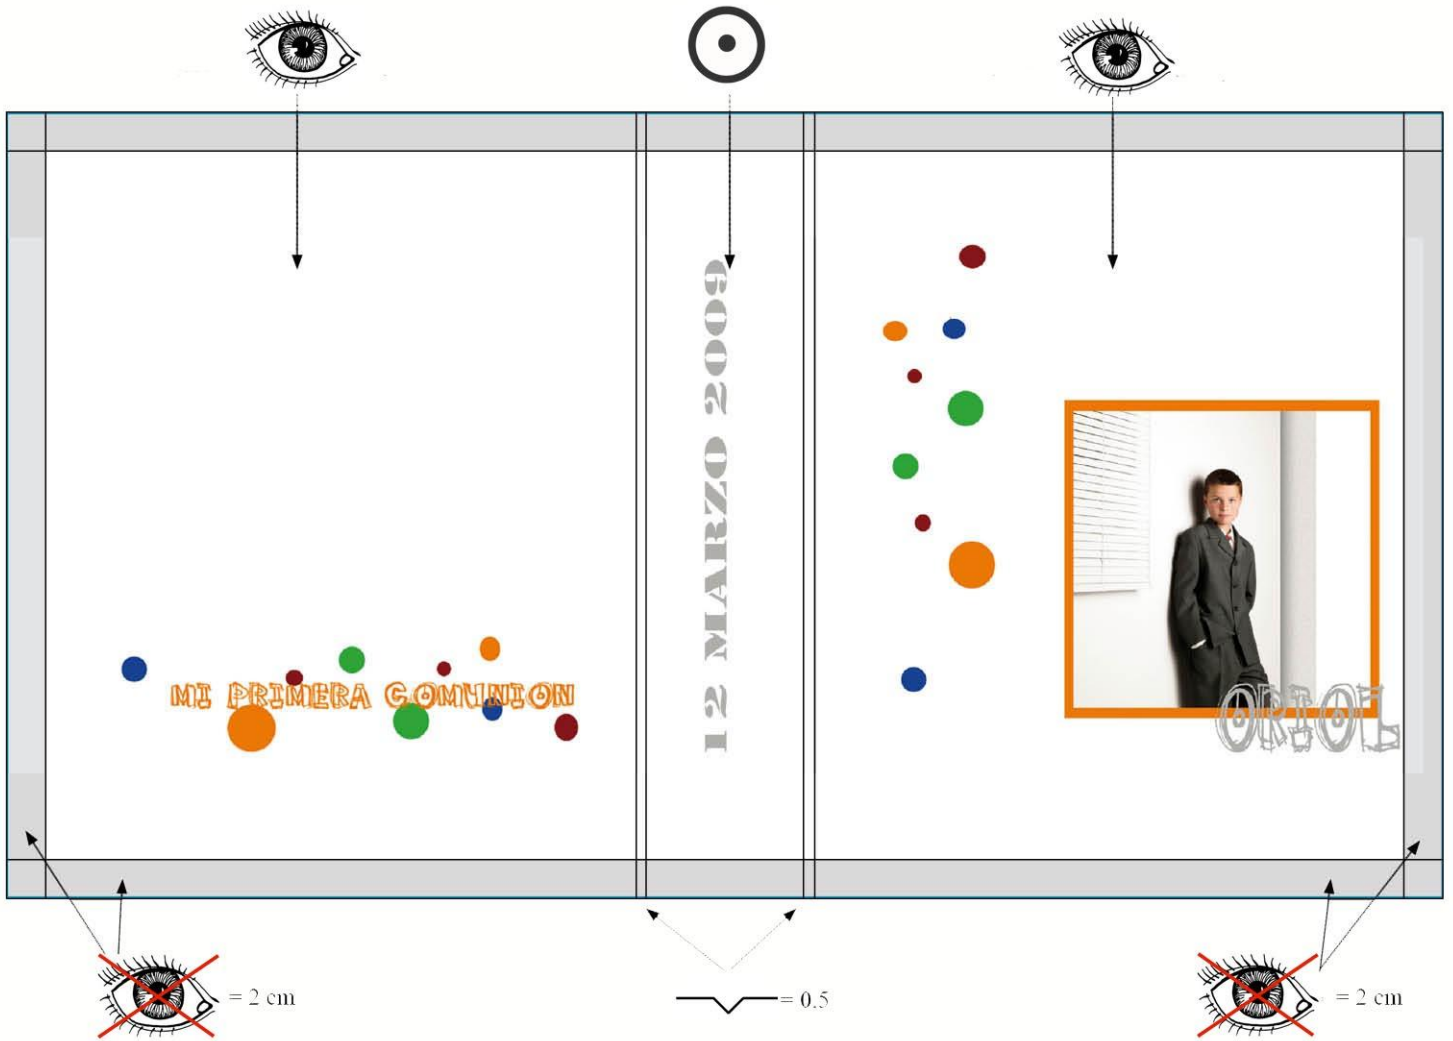 12 MARZO 2009
MI PRIMERA COMUNION
ORIOL
= 2 cm
= 0.5
= 2 cm